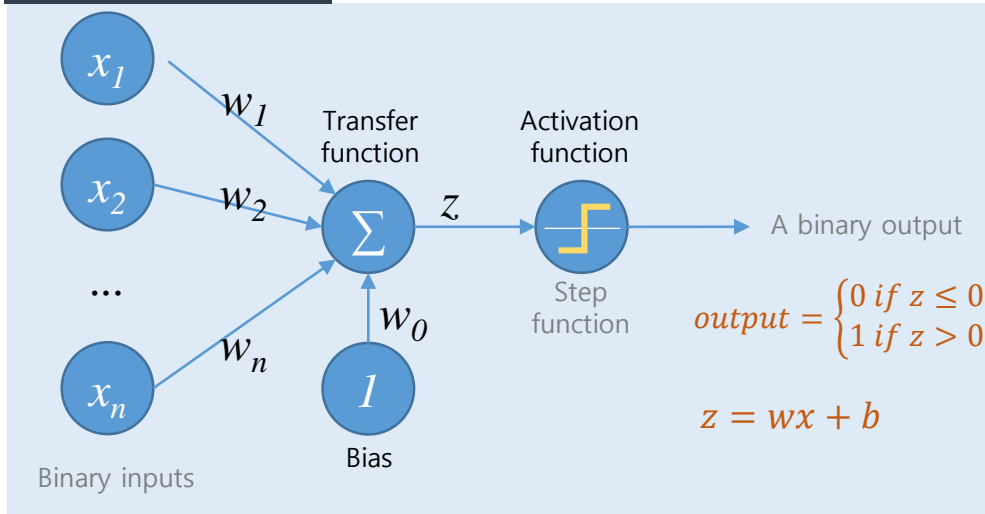 x1
w1
Transfer
function
Activation
function
x2
w2
∑
z
A binary output
...
Step
function
output = {0 if z ≤ 0
1 if z > 0
w0
wn
xn
1
z = wx + b
Bias
Binary inputs